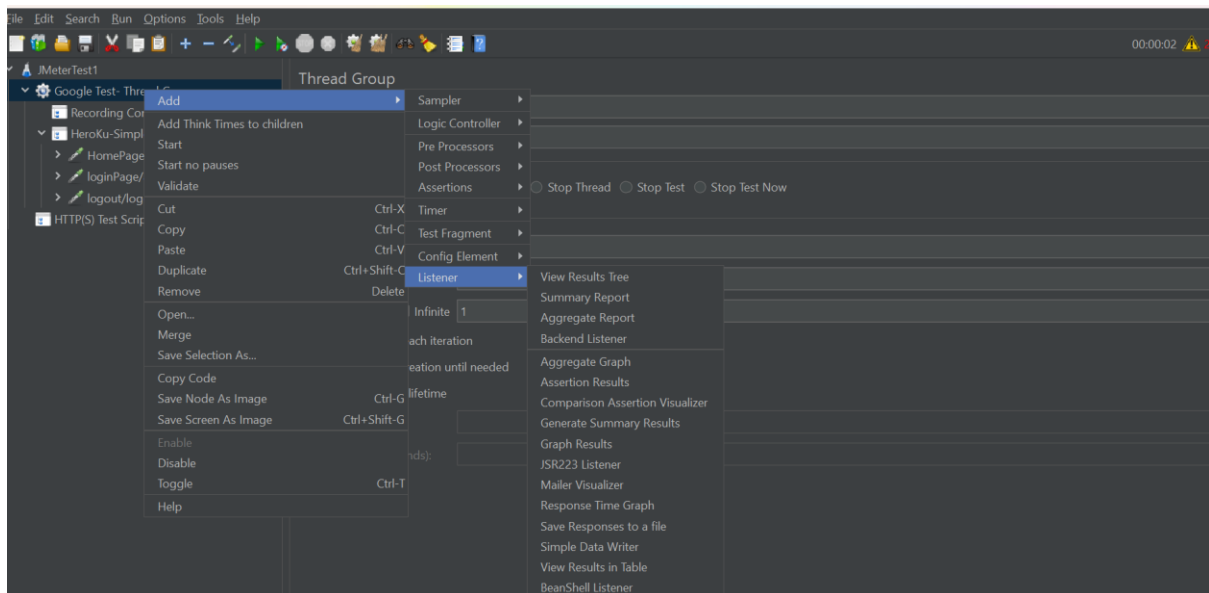 File Edit Search Run Options Tools Help
00:00:02
JMeterTest1
Google Test- Thre
Recording Cor
HeroKu-Simpl
HomePage
loginPage/
logout/log
HTTP(S) Test Scrip
Thread Group
Stop Thread Stop Test Stop Test Now
Infinite 1
ach iteration
eation until needed
lifetime
nds):
Add
Add Think Times to children
Start
Start no pauses
Validate
Cut Ctrl-X
Copy Ctrl-C
Paste Ctrl-V
Duplicate Ctrl+Shift-C
Remove Delete
Open...
Merge
Save Selection As...
Copy Code
Save Node As Image Ctrl-G
Save Screen As Image Ctrl+Shift-G
Enable
Disable
Toggle Ctrl-T
Help
Sampler
Logic Controller
Pre Processors
Post Processors
Assertions
Timer
Test Fragment
Config Element
Listener
View Results Tree
Summary Report
Aggregate Report
Backend Listener
Aggregate Graph
Assertion Results
Comparison Assertion Visualizer
Generate Summary Results
Graph Results
JSR223 Listener
Mailer Visualizer
Response Time Graph
Save Responses to a file
Simple Data Writer
View Results in Table
BeanShell Listener